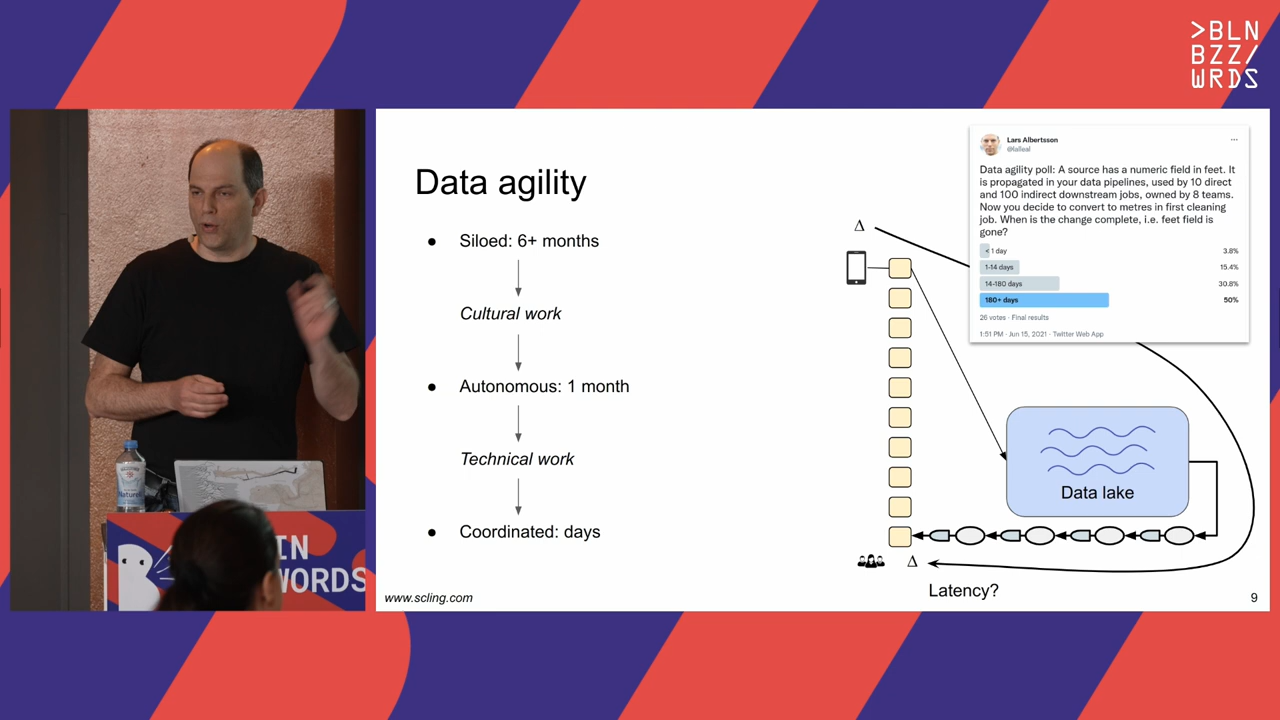 >BLN
BZZ/
WRDS
Data agility
● Siloed: 6+ months
Cultural work
● Autonomous: 1 month
Technical work
● Coordinated: days
www.scling.com
Δ
Lars Albertsson
@lalleal
Data agility poll: A source has a numeric field in feet. It
is propagated in your data pipelines, used by 10 direct
and 100 indirect downstream jobs, owned by 8 teams.
Now you decide to convert to metres in first cleaning
job. When is the change complete, i.e. feet field is
gone?
< 1 day 3.8%
1-14 days 15.4%
14-180 days 30.8%
180+ days 50%
26 votes · Final results
1:51 PM · Jun 15, 2021 · Twitter Web App
Data lake
Δ
Latency?
9
IN
WORDS